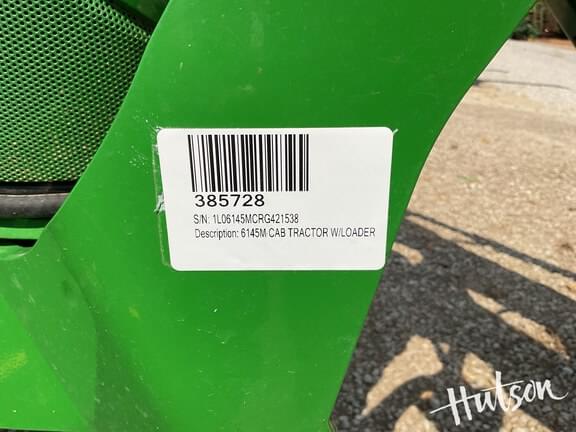 385728
S/N: 1L06145MCRG421538
Description: 6145M CAB TRACTOR W/LOADER
Hutson